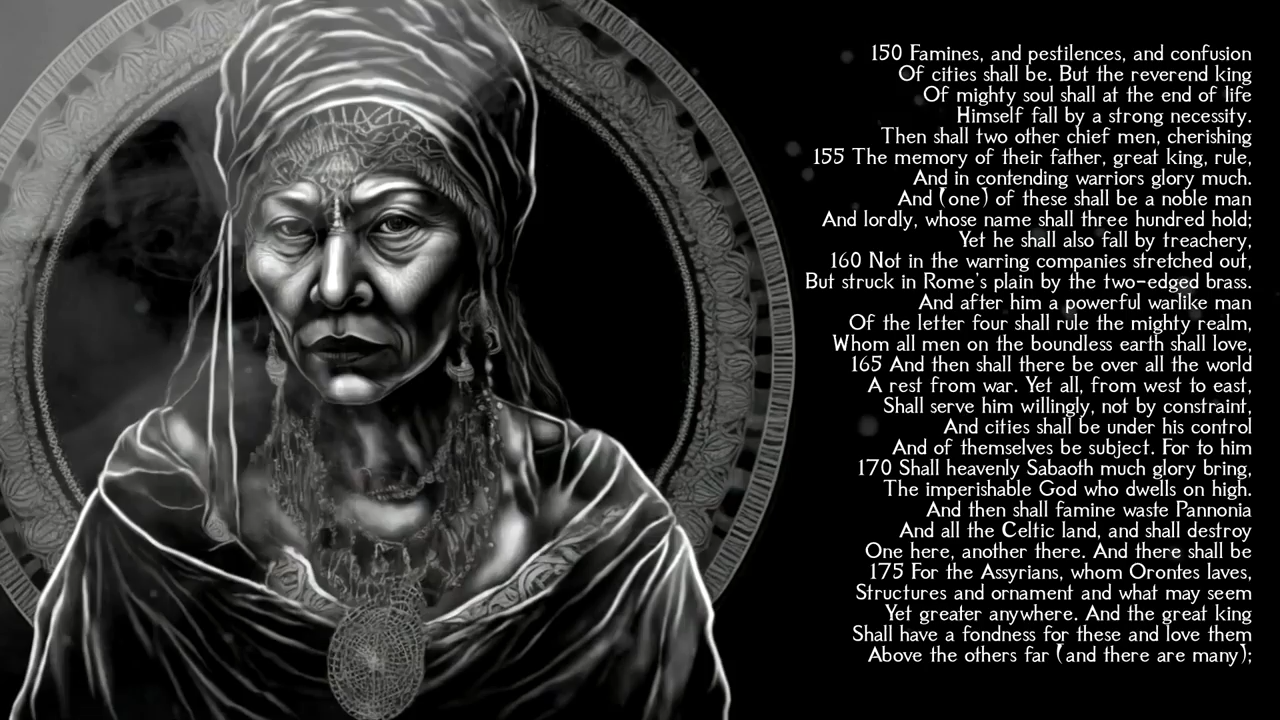 150 Famines, and pestilences, and confusion
Of cities shall be. But the reverend king
Of mighty soul shall at the end of life
Himself fall by a strong necessity.
Then shall two other chief men, cherishing
155 The memory of their father, great king, rule,
And in contending warriors glory much.
And (one) of these shall be a noble man
And lordly, whose name shall three hundred hold;
Yet he shall also fall by treachery,
160 Not in the warring companies stretched out,
But struck in Rome's plain by the two-edged brass.
And after him a powerful warlike man
Of the letter four shall rule the mighty realm,
Whom all men on the boundless earth shall love,
165 And then shall there be over all the world
A rest from war. Yet all, from west to east,
Shall serve him willingly, not by constraint,
And cities shall be under his control
And of themselves be subject. For to him
170 Shall heavenly Sabaoth much glory bring,
The imperishable God who dwells on high.
And then shall famine waste Pannonia
And all the Celtic land, and shall destroy
One here, another there. And there shall be
175 For the Assyrians, whom Orontes laves,
Structures and ornament and what may seem
Yet greater anywhere. And the great king
Shall have a fondness for these and love them
Above the others far (and there are many);